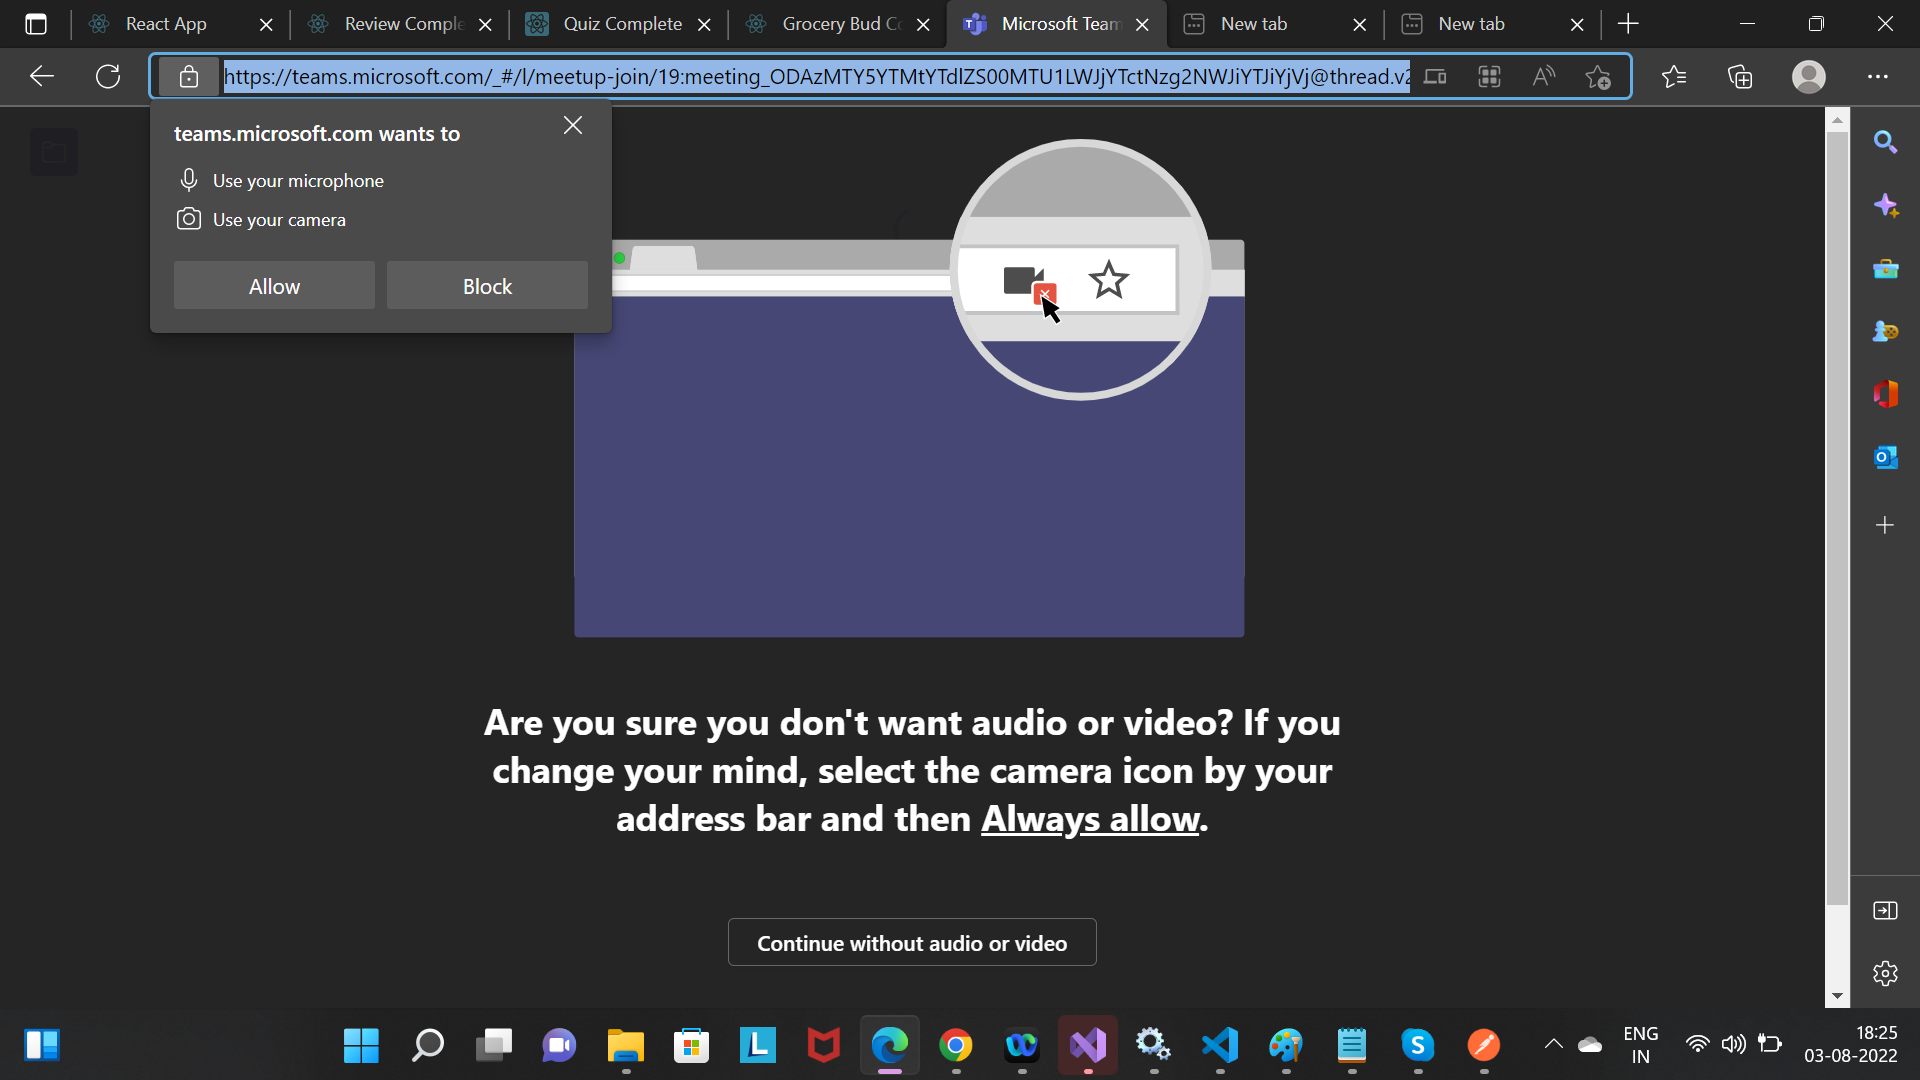 React App
Review Comple
Quiz Complete
Grocery Bud Co
Microsoft Team
New tab
New tab
https://teams.microsoft.com/_#/l/meetup-join/19:meeting_ODAzMTY5YTMtYTdlZS00MTU1LWJjYTctNzg2NWJiYTJiYjVj@thread.v2
teams.microsoft.com wants to
Use your microphone
Use your camera
Allow
Block
Are you sure you don't want audio or video? If you
change your mind, select the camera icon by your
address bar and then Always allow.
Continue without audio or video
ENG
IN
18:25
03-08-2022